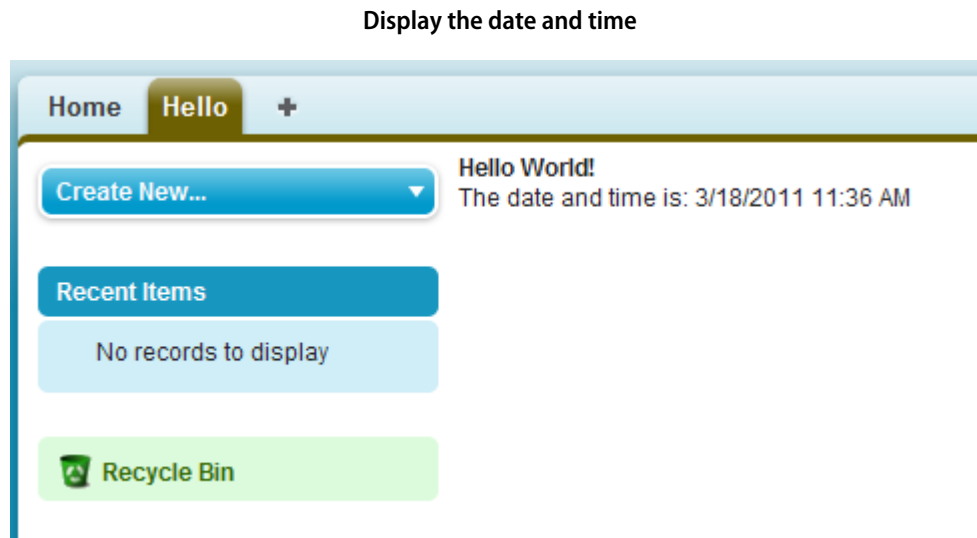 Display the date and time
Home Hello +
Create New...
Hello World!
The date and time is: 3/18/2011 11:36 AM
Recent Items
No records to display
Recycle Bin